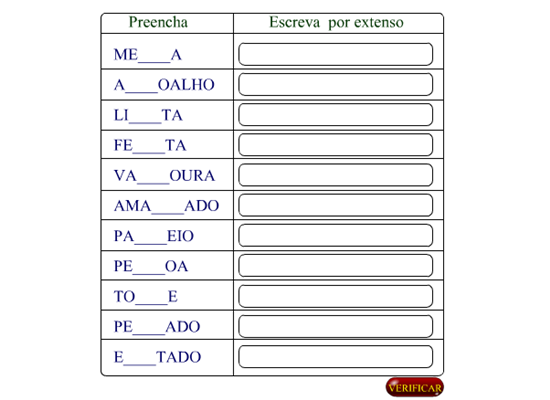 Preencha Escreva por extenso
ME____A
A____OALHO
LI____TA
FE____TA
VA____OURA
AMA____ADO
PA____EIO
PE____OA
TO____E
PE____ADO
E____TADO
VERIFICAR